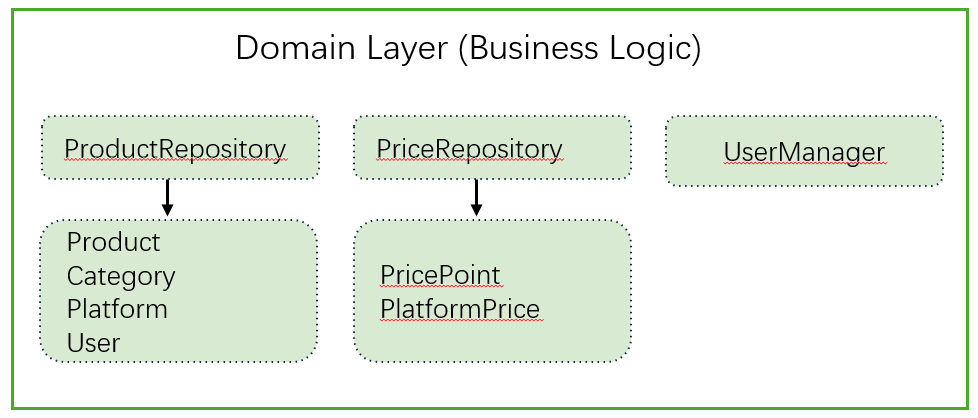 Domain Layer (Business Logic)
ProductRepository
PriceRepository
UserManager
Product
Category
Platform
User
PricePoint
PlatformPrice